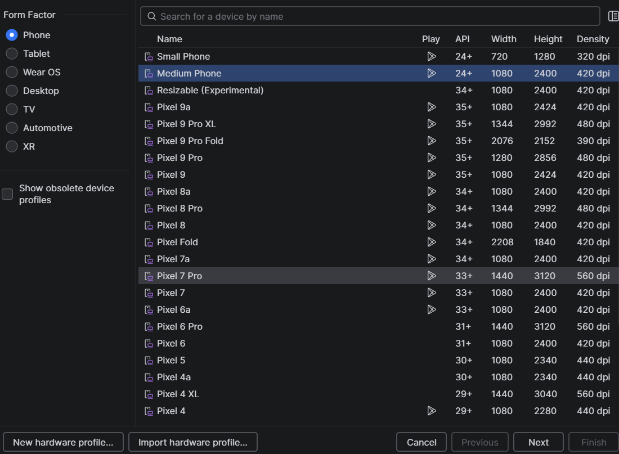 Form Factor
Search for a device by name
Phone
Tablet
Wear OS
Desktop
TV
Automotive
XR
Show obsolete device
profiles
Name Play API Width Height Density
Small Phone 24+ 720 1280 320 dpi
Medium Phone 24+ 1080 2400 420 dpi
Resizable (Experimental) 34+ 1080 2400 420 dpi
Pixel 9a 35+ 1080 2424 420 dpi
Pixel 9 Pro XL 35+ 1344 2992 480 dpi
Pixel 9 Pro Fold 35+ 2076 2152 390 dpi
Pixel 9 Pro 35+ 1280 2856 480 dpi
Pixel 9 35+ 1080 2424 420 dpi
Pixel 8a 34+ 1080 2400 420 dpi
Pixel 8 Pro 34+ 1344 2992 480 dpi
Pixel 8 34+ 1080 2400 420 dpi
Pixel Fold 34+ 2208 1840 420 dpi
Pixel 7a 34+ 1080 2400 420 dpi
Pixel 7 Pro 33+ 1440 3120 560 dpi
Pixel 7 33+ 1080 2400 420 dpi
Pixel 6a 33+ 1080 2400 420 dpi
Pixel 6 Pro 31+ 1440 3120 560 dpi
Pixel 6 31+ 1080 2400 420 dpi
Pixel 5 30+ 1080 2340 440 dpi
Pixel 4a 30+ 1080 2340 440 dpi
Pixel 4 XL 29+ 1440 3040 560 dpi
Pixel 4 29+ 1080 2280 440 dpi
New hardware profile... Import hardware profile... Cancel Previous Next Finish